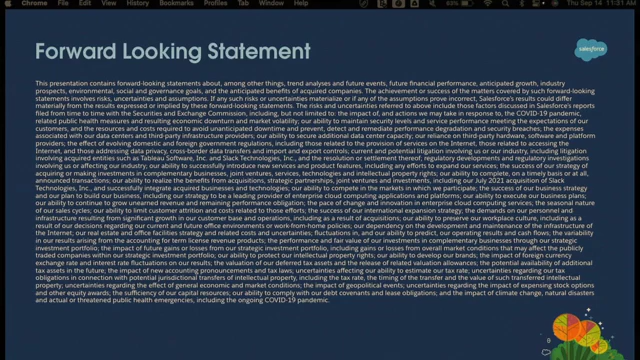 Chrome File Edit View History Bookmarks Profiles Tab Window Help
63% Thu Sep 14 11:31 AM
Forward Looking Statement
salesforce
This presentation contains forward-looking statements about, among other things, trend analyses and future events, future financial performance, anticipated growth, industry
prospects, environmental, social and governance goals, and the anticipated benefits of acquired companies. The achievement or success of the matters covered by such forward-looking
statements involves risks, uncertainties and assumptions. If any such risks or uncertainties materialize or if any of the assumptions prove incorrect, Salesforce's results could differ
materially from the results expressed or implied by these forward-looking statements. The risks and uncertainties referred to above include those factors discussed in Salesforce's reports
filed from time to time with the Securities and Exchange Commission, including, but not limited to: the impact of, and actions we may take in response to, the COVID-19 pandemic,
related public health measures and resulting economic downturn and market volatility; our ability to maintain security levels and service performance meeting the expectations of our
customers, and the resources and costs required to avoid unanticipated downtime and prevent, detect and remediate performance degradation and security breaches; the expenses
associated with our data centers and third-party infrastructure providers; our ability to secure additional data center capacity; our reliance on third-party hardware, software and platform
providers; the effect of evolving domestic and foreign government regulations, including those related to the provision of services on the Internet, those related to accessing the
Internet, and those addressing data privacy, cross-border data transfers and import and export controls; current and potential litigation involving us or our industry, including litigation
involving acquired entities such as Tableau Software, Inc. and Slack Technologies, Inc., and the resolution or settlement thereof; regulatory developments and regulatory investigations
involving us or affecting our industry; our ability to successfully introduce new services and product features, including any efforts to expand our services; the success of our strategy of
acquiring or making investments in complementary businesses, joint ventures, services, technologies and intellectual property rights; our ability to complete, on a timely basis or at all,
announced transactions; our ability to realize the benefits from acquisitions, strategic partnerships, joint ventures and investments, including our July 2021 acquisition of Slack
Technologies, Inc., and successfully integrate acquired businesses and technologies; our ability to compete in the markets in which we participate; the success of our business strategy
and our plan to build our business, including our strategy to be a leading provider of enterprise cloud computing applications and platforms; our ability to execute our business plans;
our ability to continue to grow unearned revenue and remaining performance obligation; the pace of change and innovation in enterprise cloud computing services; the seasonal nature
of our sales cycles; our ability to limit customer attrition and costs related to those efforts; the success of our international expansion strategy; the demands on our personnel and
infrastructure resulting from significant growth in our customer base and operations, including as a result of acquisitions; our ability to preserve our workplace culture, including as a
result of our decisions regarding our current and future office environments or work-from-home policies; our dependency on the development and maintenance of the infrastructure of
the Internet; our real estate and office facilities strategy and related costs and uncertainties; fluctuations in, and our ability to predict, our operating results and cash flows; the variability
in our results arising from the accounting for term license revenue products; the performance and fair value of our investments in complementary businesses through our strategic
investment portfolio; the impact of future gains or losses from our strategic investment portfolio, including gains or losses from overall market conditions that may affect the publicly
traded companies within our strategic investment portfolio; our ability to protect our intellectual property rights; our ability to develop our brands; the impact of foreign currency
exchange rate and interest rate fluctuations on our results; the valuation of our deferred tax assets and the release of related valuation allowances; the potential availability of additional
tax assets in the future; the impact of new accounting pronouncements and tax laws; uncertainties affecting our ability to estimate our tax rate; uncertainties regarding our tax
obligations in connection with potential jurisdictional transfers of intellectual property, including the tax rate, the timing of the transfer and the value of such transferred intellectual
property; uncertainties regarding the effect of general economic and market conditions; the impact of geopolitical events; uncertainties regarding the impact of expensing stock options
and other equity awards; the sufficiency of our capital resources; our ability to comply with our debt covenants and lease obligations; and the impact of climate change, natural disasters
and actual or threatened public health emergencies, including the ongoing COVID-19 pandemic.